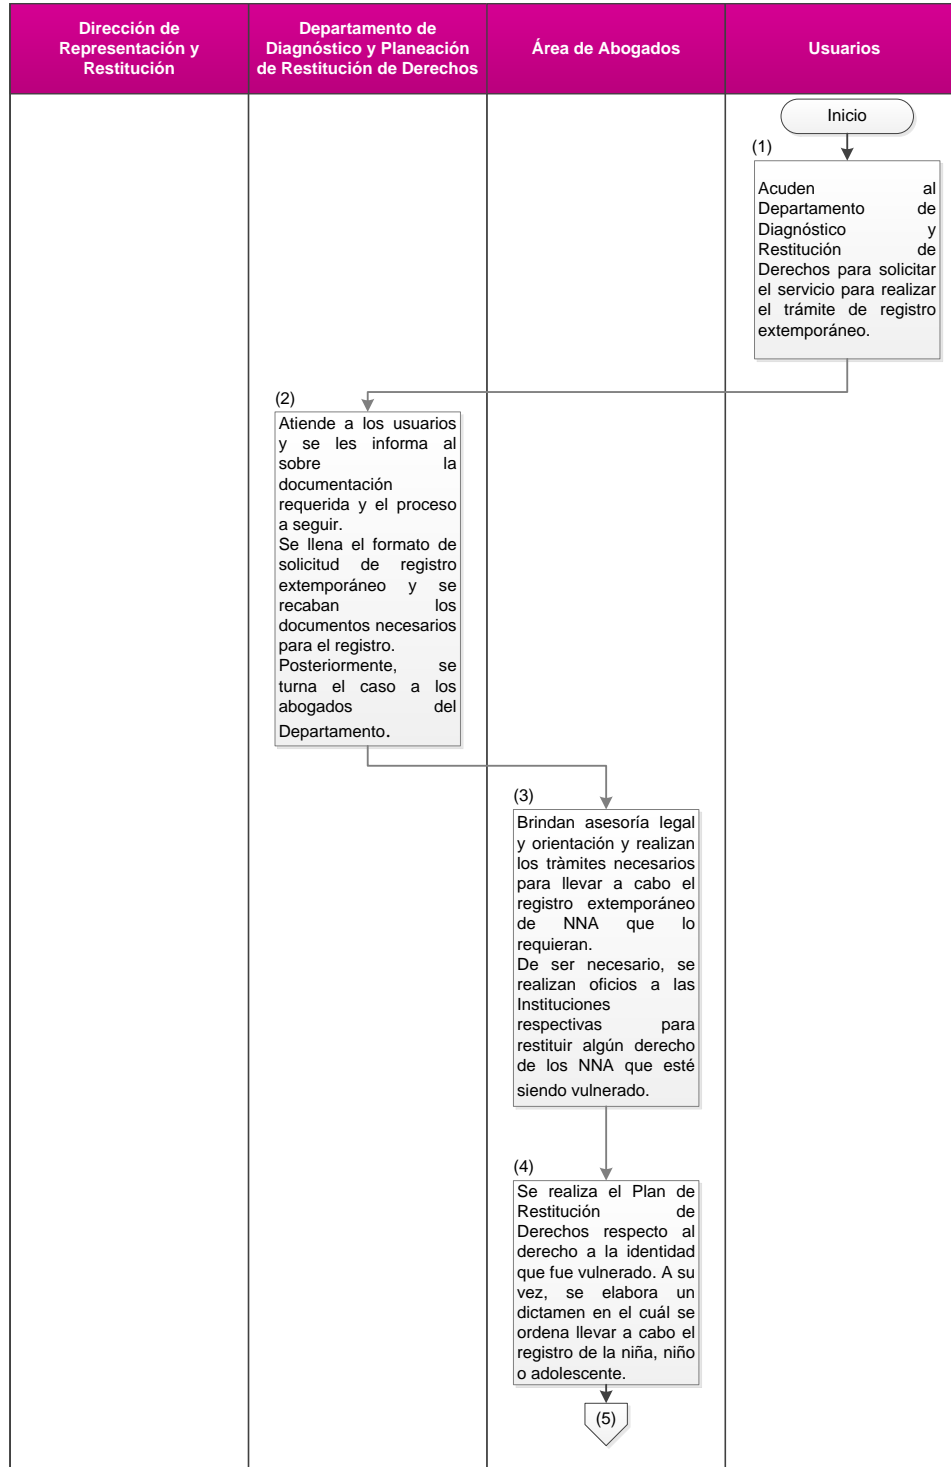 Dirección de
Representación y
Restitución
Departamento de
Diagnóstico y Planeación
de Restitución de Derechos
Área de Abogados
Usuarios
Inicio
(1)
Acuden al
Departamento de
Diagnóstico y
Restitución de
Derechos para solicitar
el servicio para realizar
el trámite de registro
extemporáneo.
(2)
Atiende a los usuarios
y se les informa al
sobre la
documentación
requerida y el proceso
a seguir.
Se llena el formato de
solicitud de registro
extemporáneo y se
recaban los
documentos necesarios
para el registro.
Posteriormente, se
turna el caso a los
abogados del
Departamento.
(3)
Brindan asesoría legal
y orientación y realizan
los tràmites necesarios
para llevar a cabo el
registro extemporáneo
de NNA que lo
requieran.
De ser necesario, se
realizan oficios a las
Instituciones
respectivas para
restituir algún derecho
de los NNA que esté
siendo vulnerado.
(4)
Se realiza el Plan de
Restitución de
Derechos respecto al
derecho a la identidad
que fue vulnerado. A su
vez, se elabora un
dictamen en el cuál se
ordena llevar a cabo el
registro de la niña, niño
o adolescente.
(5)